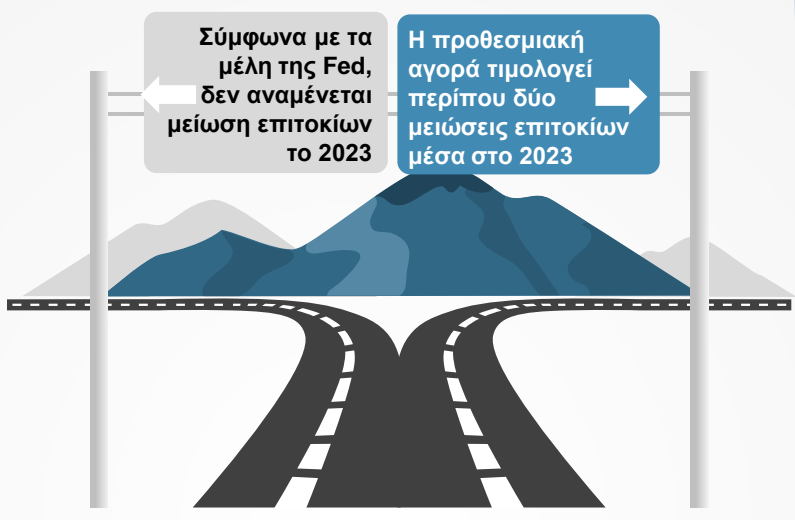 Σύμφωνα με τα
μέλη της Fed,
δεν αναμένεται
μείωση επιτοκίων
το 2023
Η προθεσμιακή
αγορά τιμολογεί
περίπου δύο
μειώσεις επιτοκίων
μέσα στο 2023